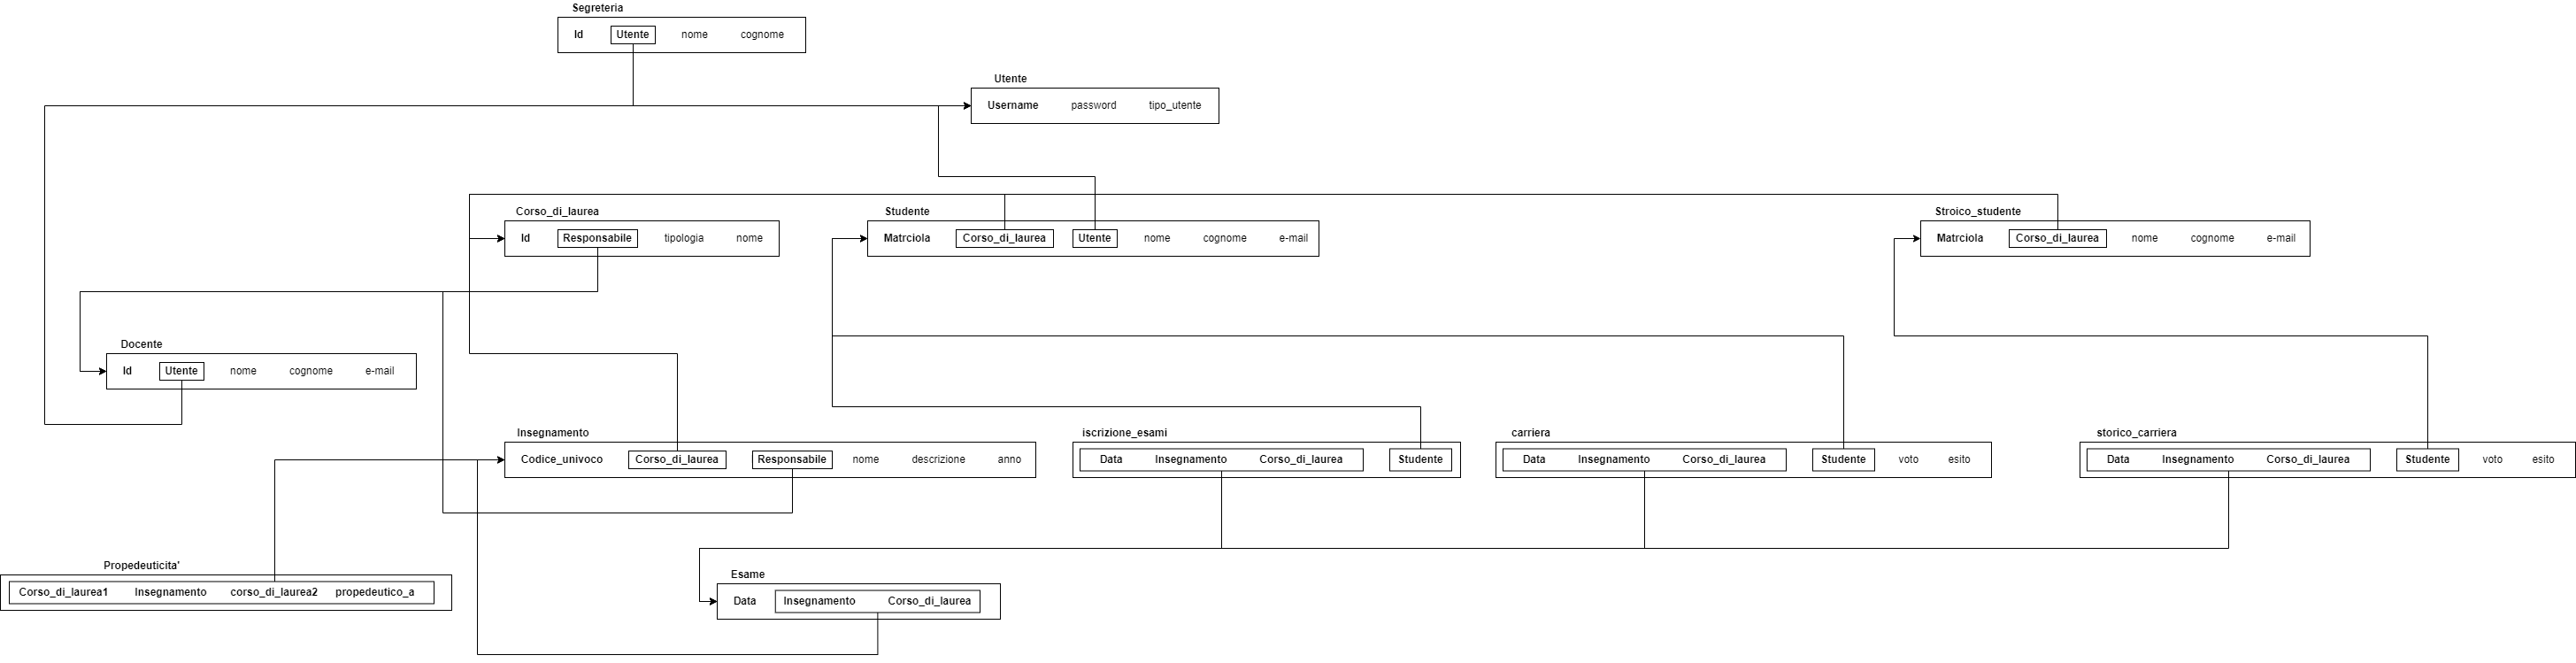 Segreteria
Id Utente nome cognome
Utente
Username password tipo_utente
Corso_di_laurea
Id Responsabile tipologia nome
Studente
Matrciola Corso_di_laurea Utente nome cognome e-mail
Stroico_studente
Matrciola Corso_di_laurea nome cognome e-mail
Docente
Id Utente nome cognome e-mail
Insegnamento
Codice_univoco Corso_di_laurea Responsabile nome descrizione anno
iscrizione_esami
Data Insegnamento Corso_di_laurea Studente
carriera
Data Insegnamento Corso_di_laurea Studente voto esito
storico_carriera
Data Insegnamento Corso_di_laurea Studente voto esito
Propedeuticita'
Corso_di_laurea1 Insegnamento corso_di_laurea2 propedeutico_a
Esame
Data Insegnamento Corso_di_laurea